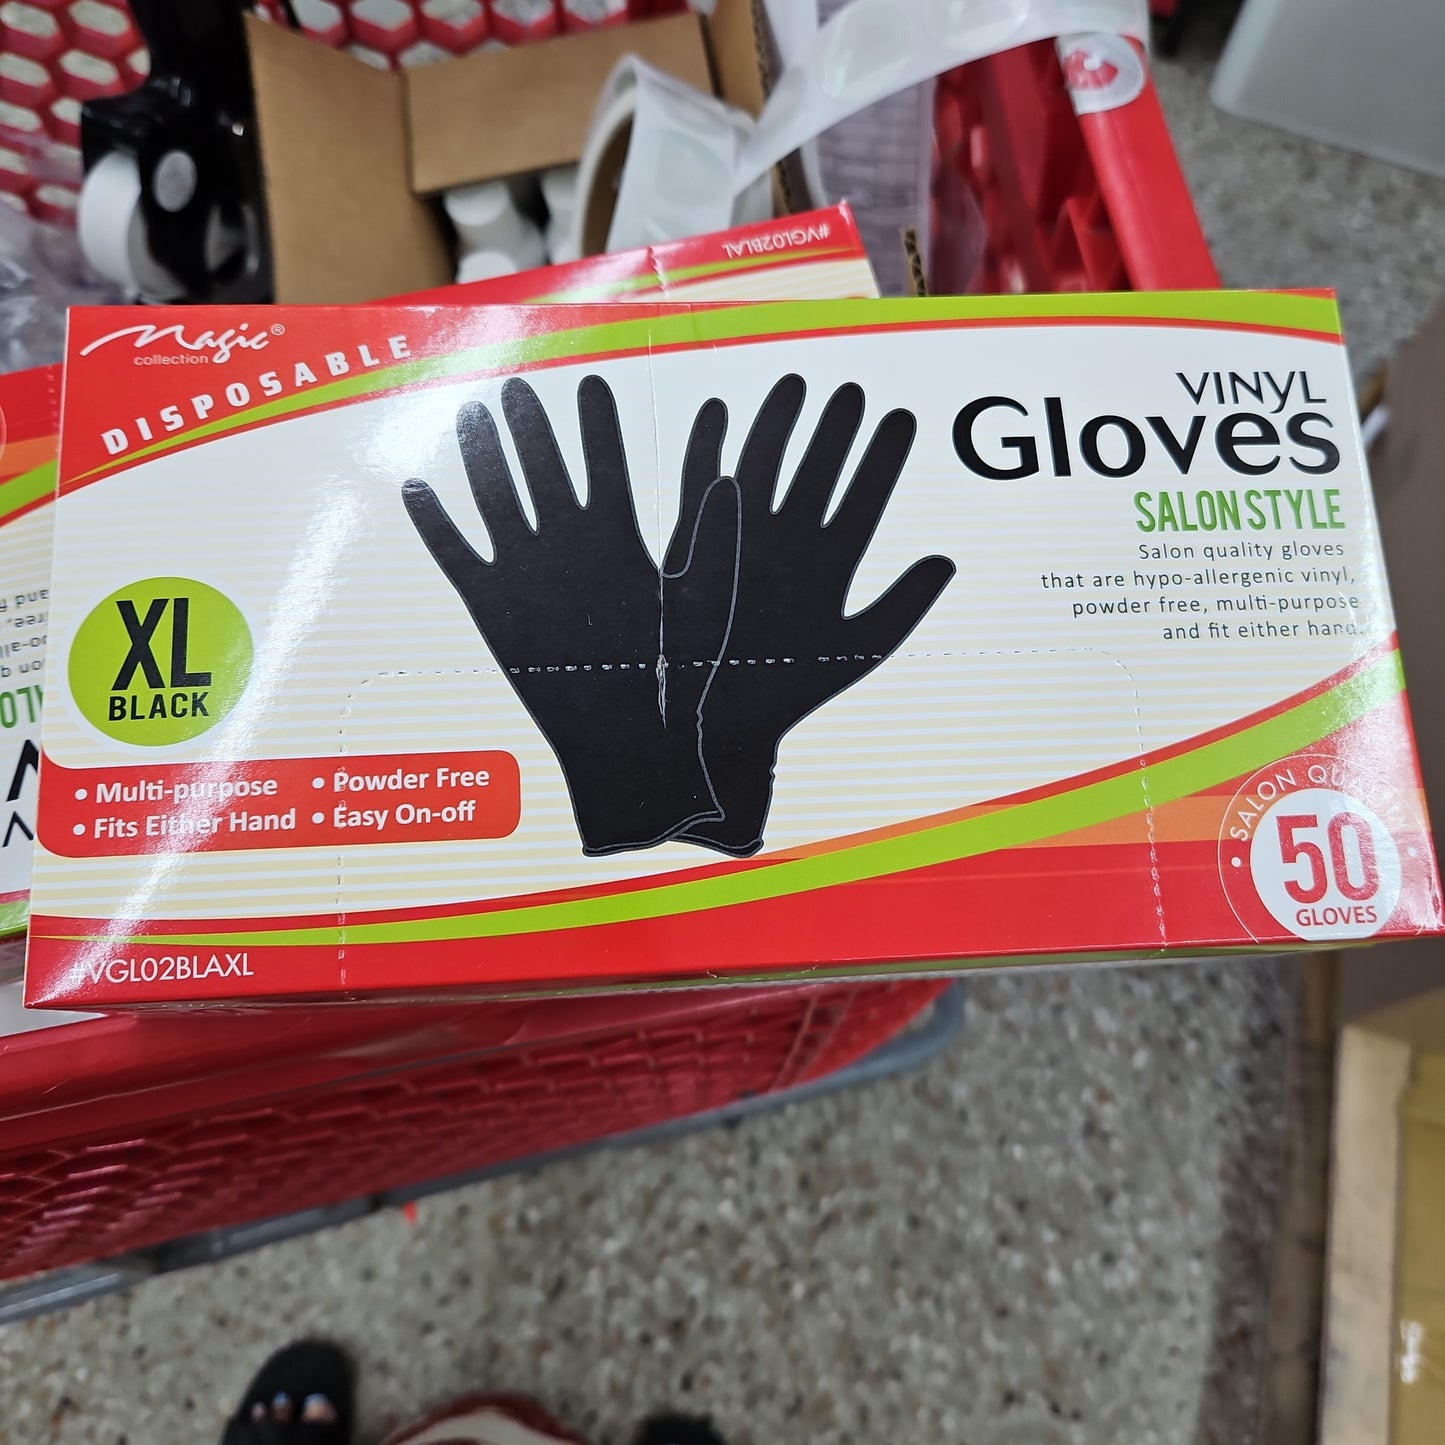 #VGL02BLAL
Magic®
collection
DISPOSABLE
VINYL
Gloves
SALON STYLE
Salon quality gloves
that are hypo-allergenic vinyl,
powder free, multi-purpose
and fit either hand.
XL
BLACK
• Multi-purpose • Powder Free
• Fits Either Hand • Easy On-off
SALON QUALITY
50
GLOVES
#VGL02BLAXL